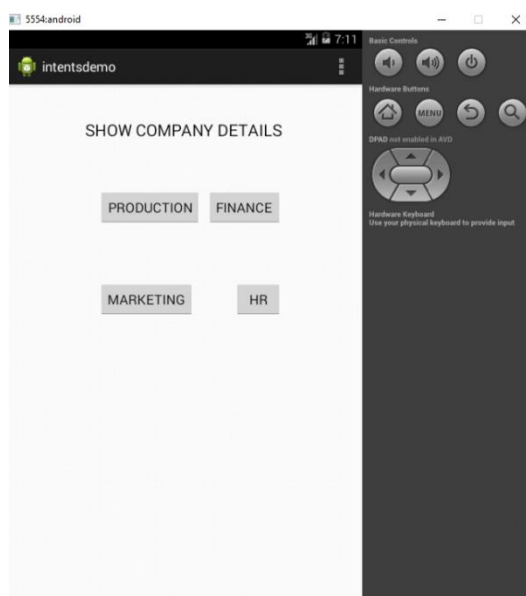 5554:android
3G 7:11
intentsdemo
SHOW COMPANY DETAILS
PRODUCTION FINANCE
MARKETING HR
Basic Controls
Hardware Buttons
MENU
DPAD not enabled in AVD
Hardware Keyboard
Use your physical keyboard to provide input